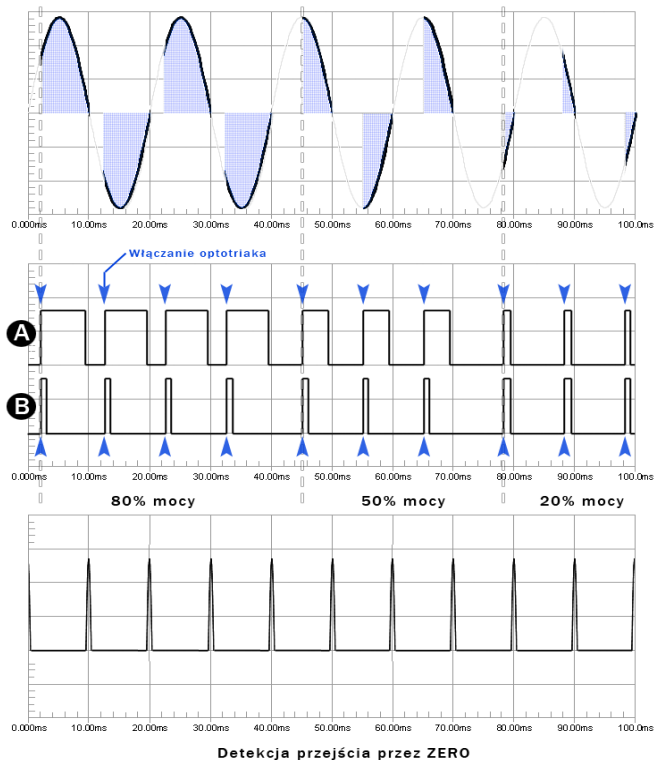 0.000ms 10.00ms 20.00ms 30.00ms 40.00ms 50.00ms 60.00ms 70.00ms 80.00ms 90.00ms 100.0ms
Włączanie optotriaka
A
B
0.000ms 10.00ms 20.00ms 30.00ms 40.00ms 50.00ms 60.00ms 70.00ms 80.00ms 90.00ms 100.0ms
80% mocy 50% mocy 20% mocy
0.000ms 10.00ms 20.00ms 30.00ms 40.00ms 50.00ms 60.00ms 70.00ms 80.00ms 90.00ms 100.0ms
Detekcja przejścia przez ZERO